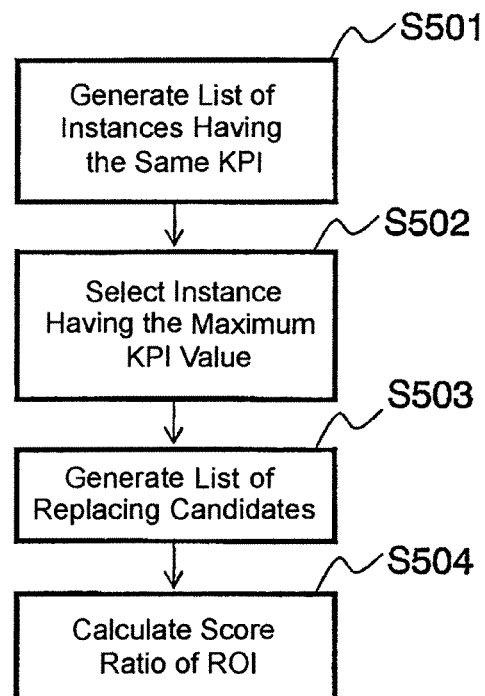 S501
Generate List of
Instances Having
the Same KPI
S502
Select Instance
Having the Maximum
KPI Value
S503
Generate List of
Replacing Candidates
S504
Calculate Score
Ratio of ROI